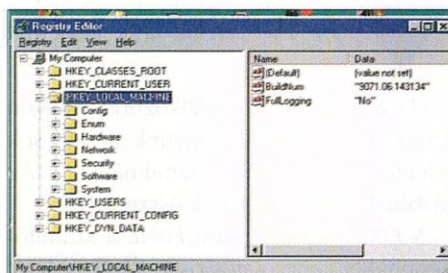 Registry Editor
Registry Edit View Help
My Computer
HKEY_CLASSES_ROOT
HKEY_CURRENT_USER
HKEY_LOCAL_MACHINE
Config
Enum
Hardware
Network
Security
Software
System
HKEY_USERS
HKEY_CURRENT_CONFIG
HKEY_DYN_DATA
Name Data
(Default) (value not set)
BuildNum "9071.06 143134"
FullLogging "No"
My Computer\HKEY_LOCAL_MACHINE